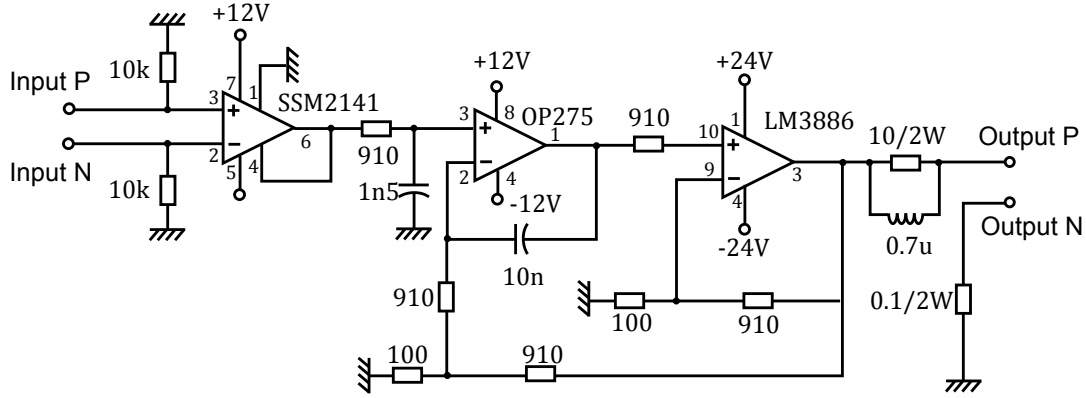 +12V
10k
Input P
7
1
3
+
SSM2141
6
Input N
−
2
4
5
10k
910
1n5
+12V
8
OP275
3
+
1
−
2
4
-12V
10n
910
100
910
910
+24V
1
LM3886
10
+
9
−
3
4
-24V
100
910
10/2W
0.7u
Output P
Output N
0.1/2W